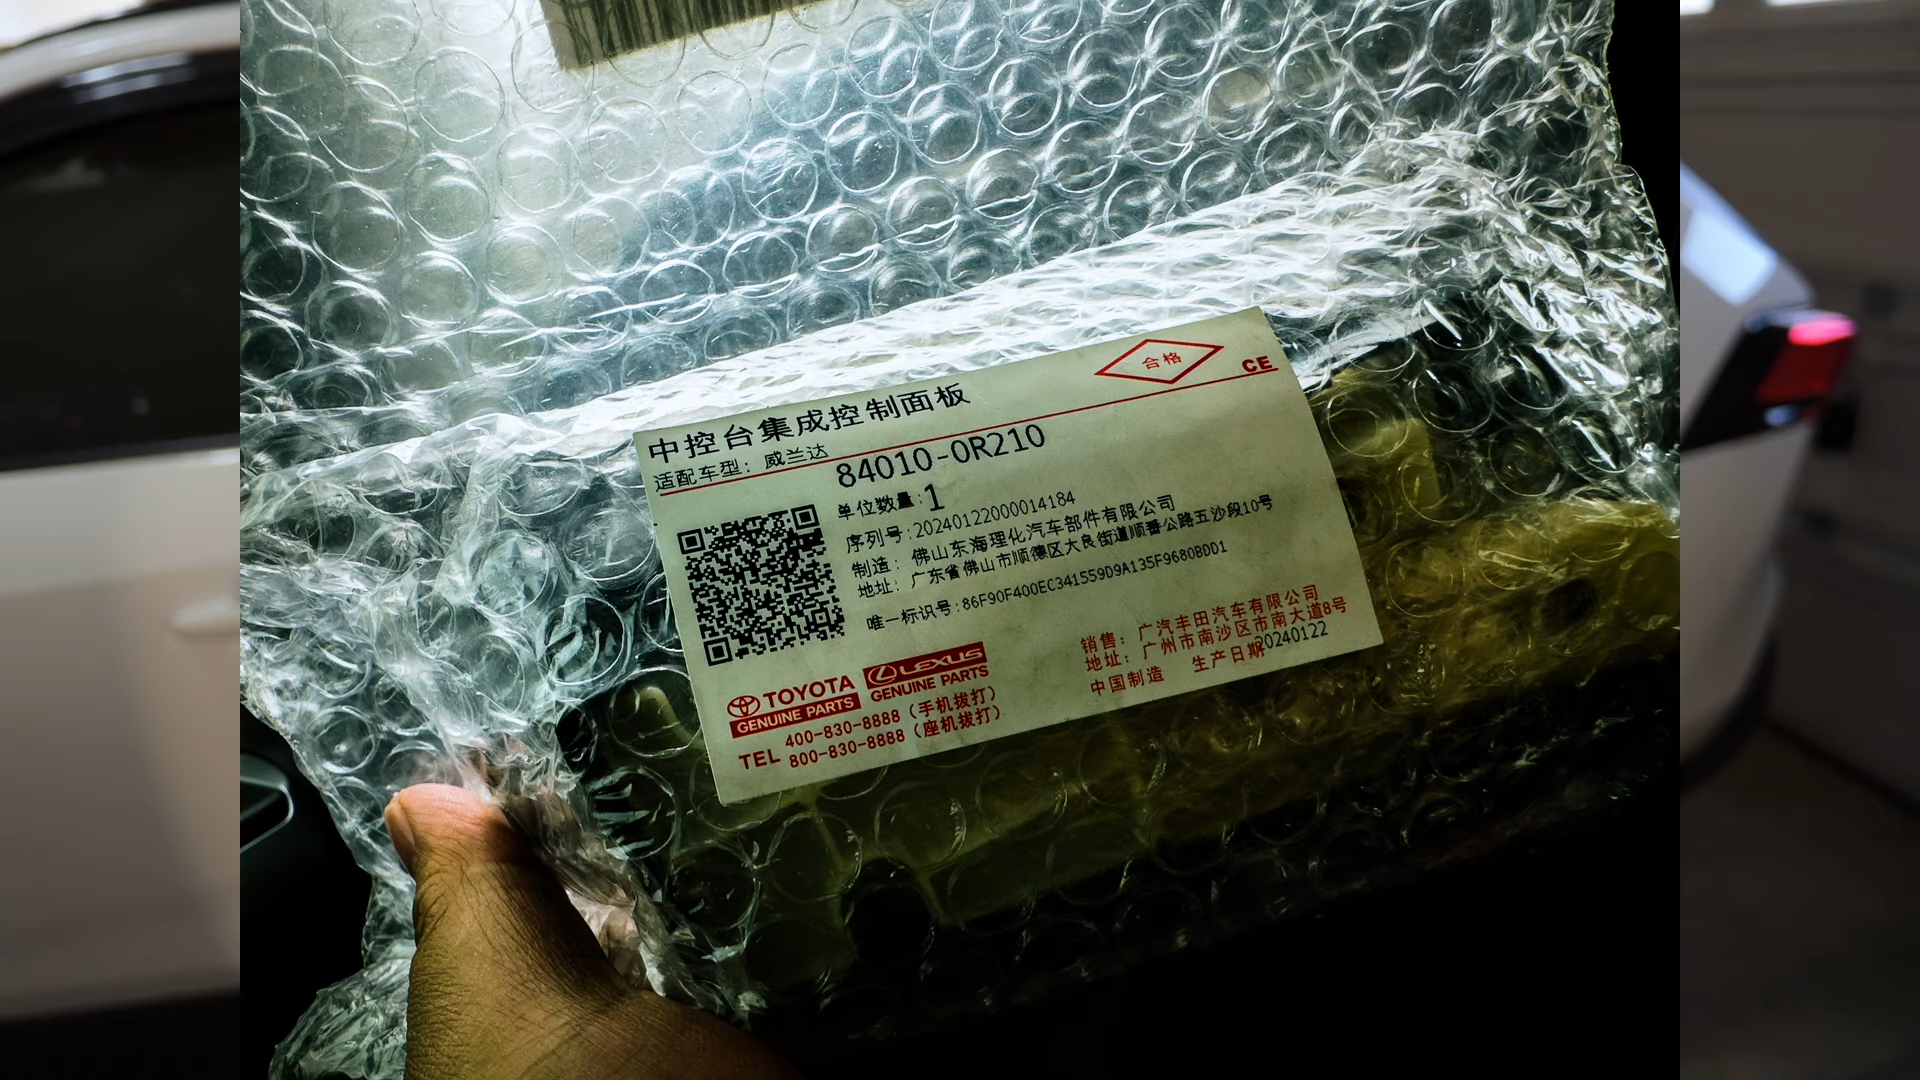 中控台集成控制面板
合格
CE
适配车型：威兰达
84010-0R210
单位数量:1
序列号:20240122000014184
制造：佛山东海理化汽车部件有限公司
地址：广东省佛山市顺德区大良街道顺番公路五沙段10号
唯一标识号:86F90F400EC341559D9A135F9680BDD1
TOYOTA
GENUINE PARTS
LEXUS
GENUINE PARTS
TEL 400-830-8888（手机拔打）
800-830-8888（座机拔打）
销售：广汽丰田汽车有限公司
地址：广州市南沙区市南大道8号
中国制造 生产日期20240122